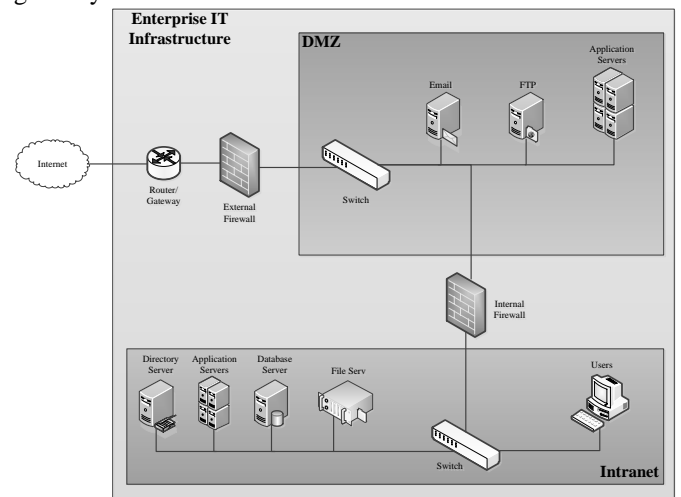 Enterprise IT
Infrastructure
DMZ
Application
Servers
Email
FTP
Internet
Router/
Gateway
External
Firewall
Switch
Internal
Firewall
Directory
Server
Application
Servers
Database
Server
File Serv
Users
Switch
Intranet